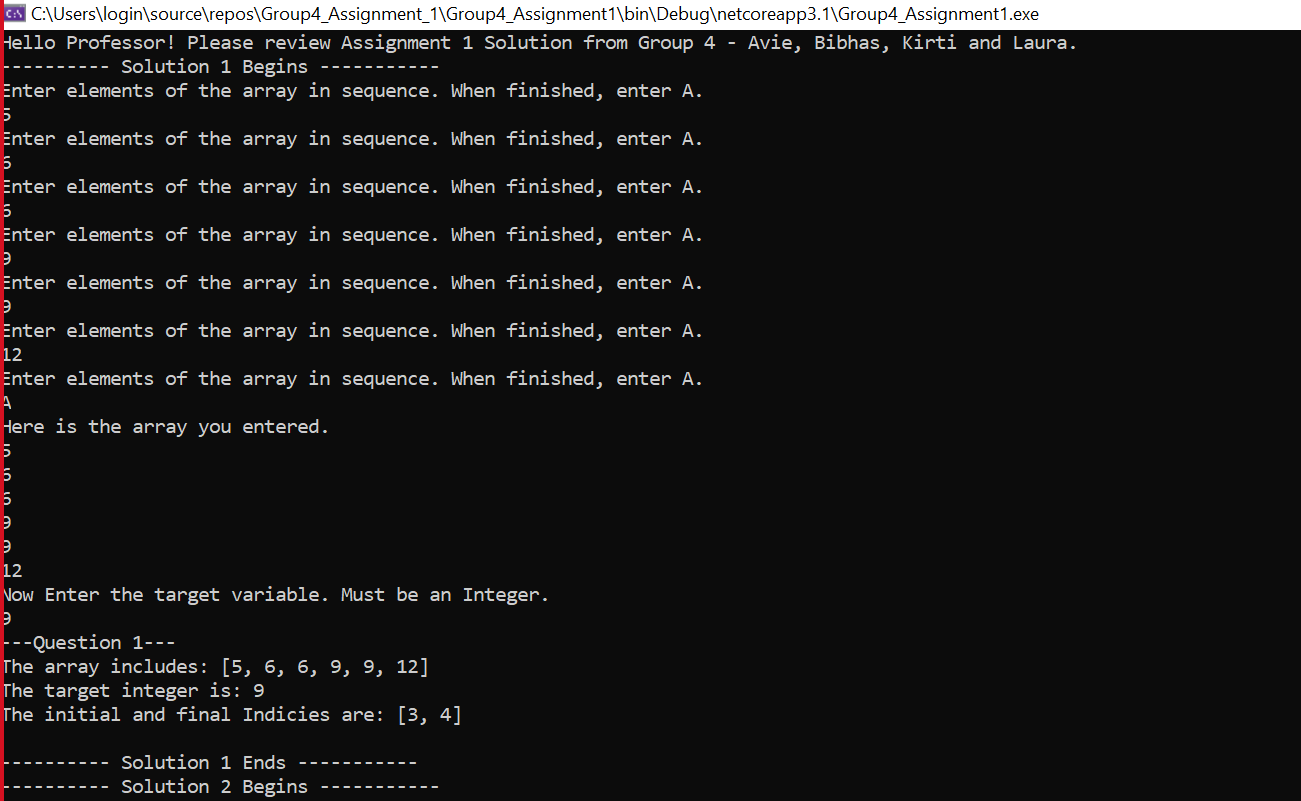 C:\Users\login\source\repos\Group4_Assignment_1\Group4_Assignment1\bin\Debug\netcoreapp3.1\Group4_Assignment1.exe
Hello Professor! Please review Assignment 1 Solution from Group 4 - Avie, Bibhas, Kirti and Laura.
---------- Solution 1 Begins -----------
Enter elements of the array in sequence. When finished, enter A.
5
Enter elements of the array in sequence. When finished, enter A.
6
Enter elements of the array in sequence. When finished, enter A.
6
Enter elements of the array in sequence. When finished, enter A.
9
Enter elements of the array in sequence. When finished, enter A.
9
Enter elements of the array in sequence. When finished, enter A.
12
Enter elements of the array in sequence. When finished, enter A.
A
Here is the array you entered.
5
6
6
9
9
12
Now Enter the target variable. Must be an Integer.
9
---Question 1---
The array includes: [5, 6, 6, 9, 9, 12]
The target integer is: 9
The initial and final Indicies are: [3, 4]
---------- Solution 1 Ends -----------
---------- Solution 2 Begins -----------